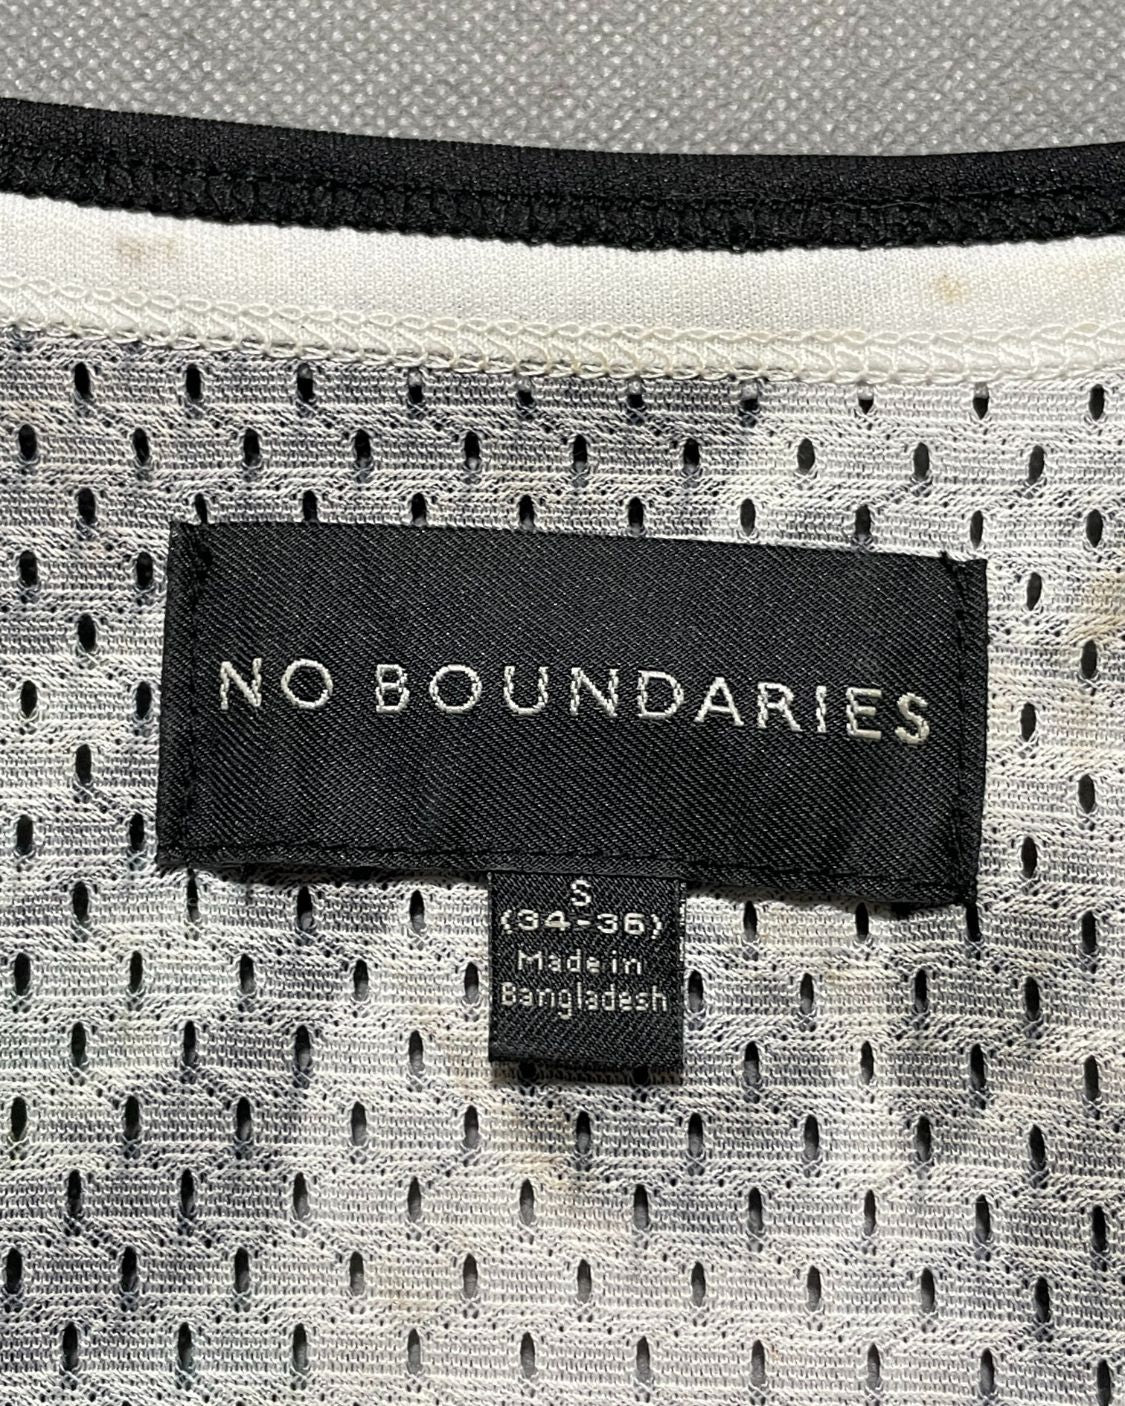 NO BOUNDARIES
S
(34-36)
Made in
Bangladesh